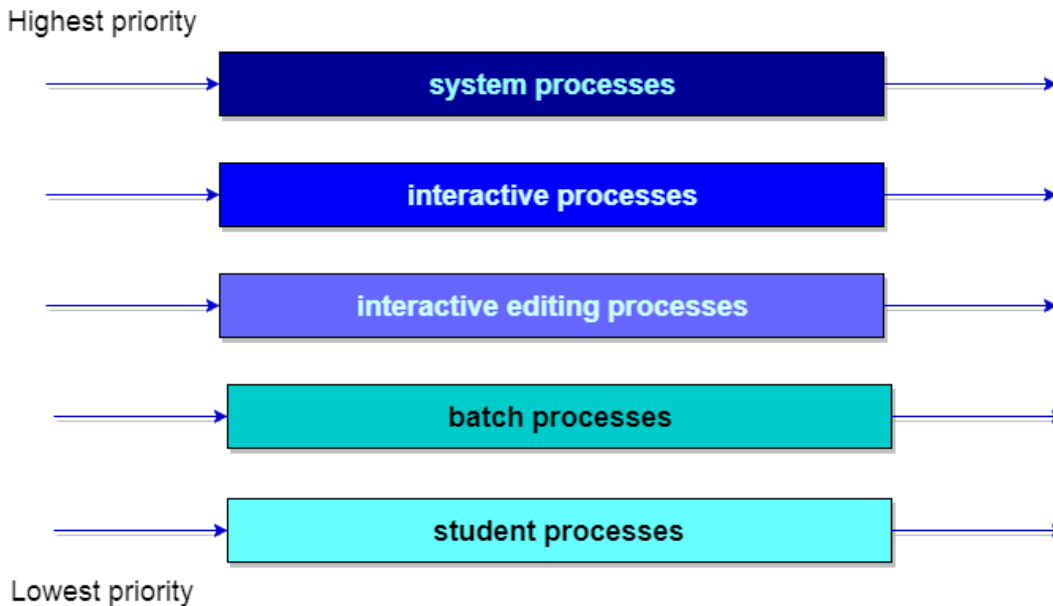 Highest priority
system processes
interactive processes
interactive editing processes
batch processes
student processes
Lowest priority